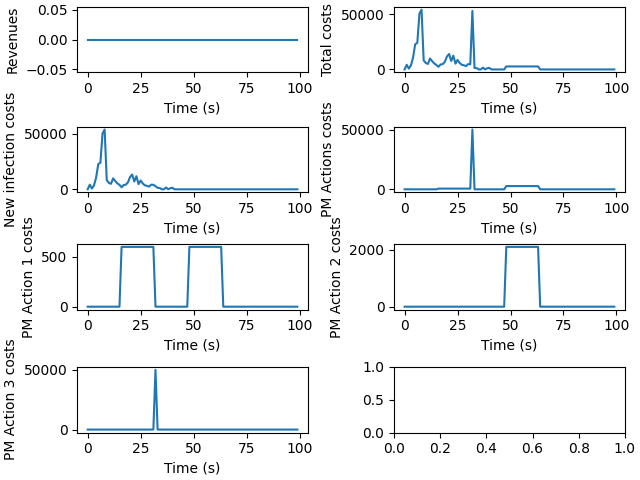 Revenues
0.05
0.00
−0.05
0 25 50 75 100
Time (s)
Total costs
50000
0
0 25 50 75 100
Time (s)
New infection costs
50000
0
0 25 50 75 100
Time (s)
PM Actions costs
50000
0
0 25 50 75 100
Time (s)
PM Action 1 costs
500
0
0 25 50 75 100
Time (s)
PM Action 2 costs
2000
0
0 25 50 75 100
Time (s)
PM Action 3 costs
50000
0
0 25 50 75 100
Time (s)
1.0
0.5
0.0
0.0 0.2 0.4 0.6 0.8 1.0